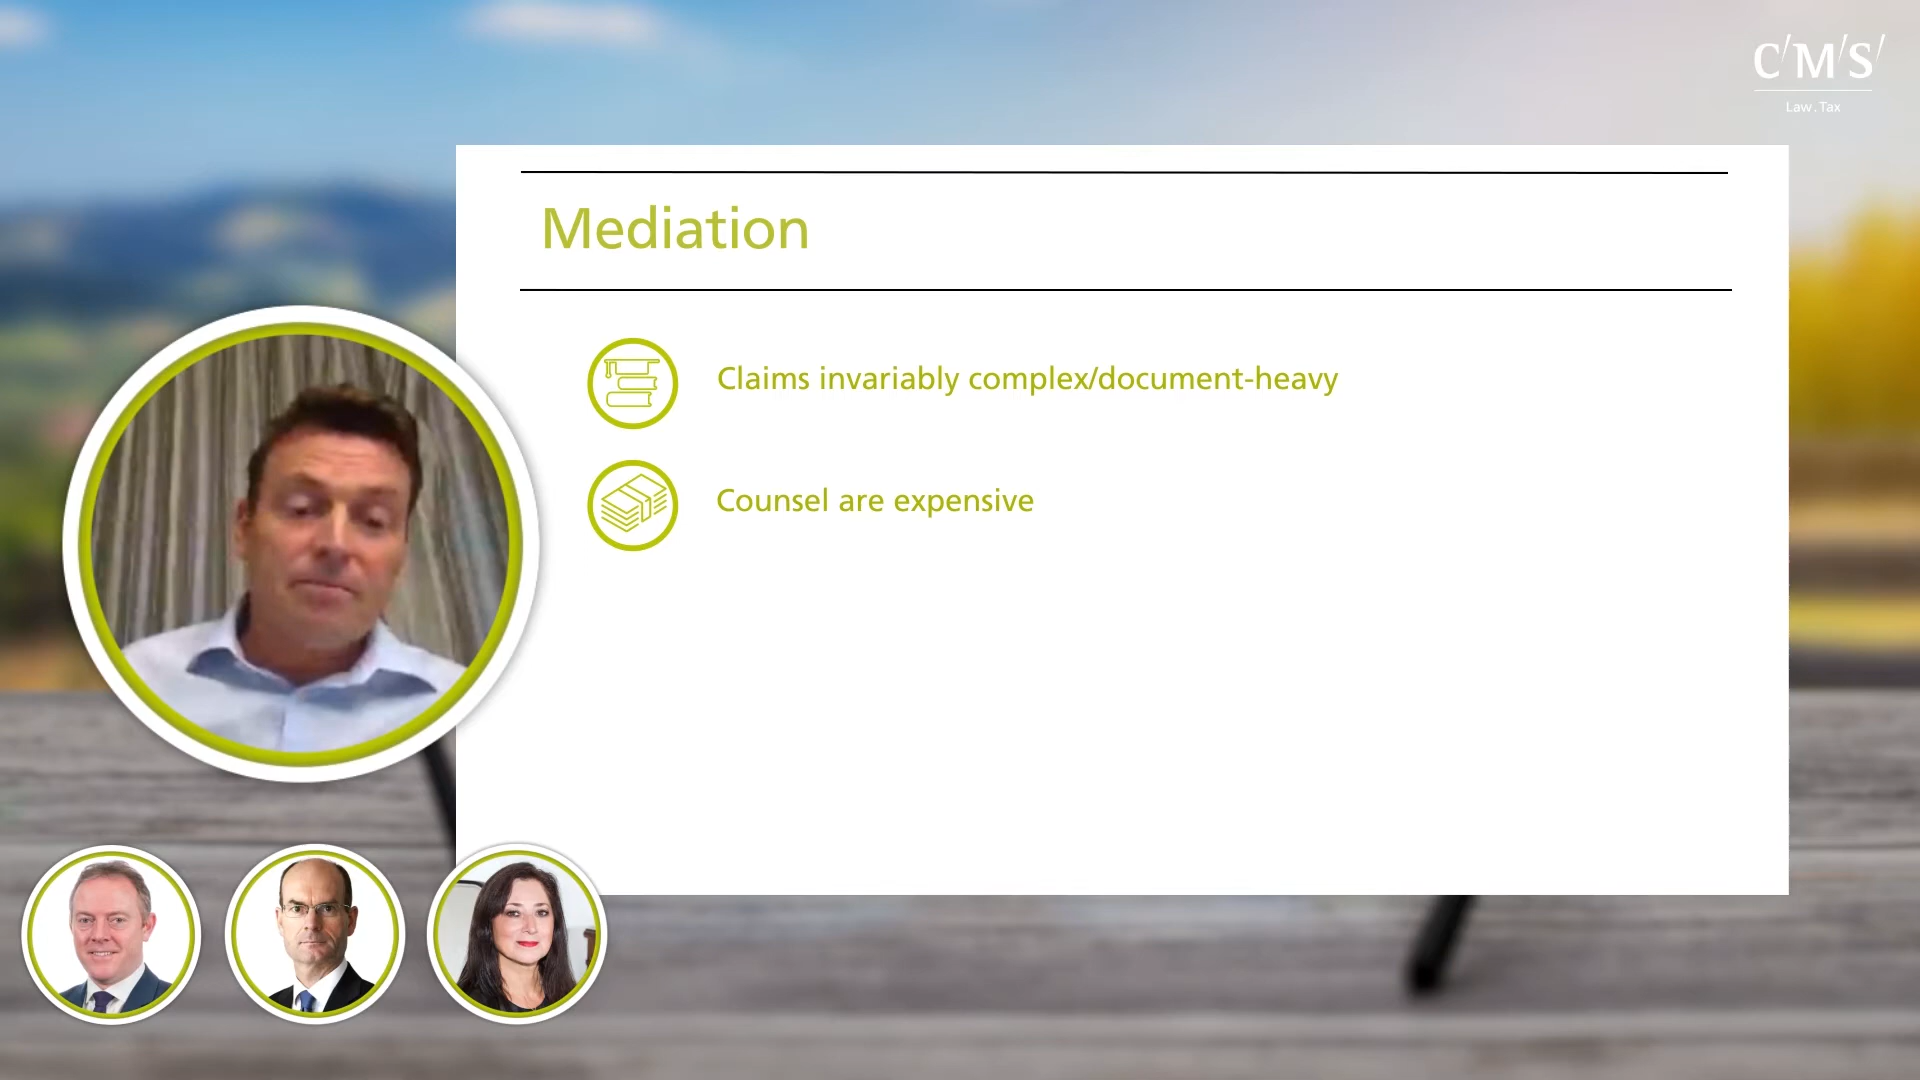 C/M/S/
Law.Tax
Mediation
Claims invariably complex/document-heavy
Counsel are expensive